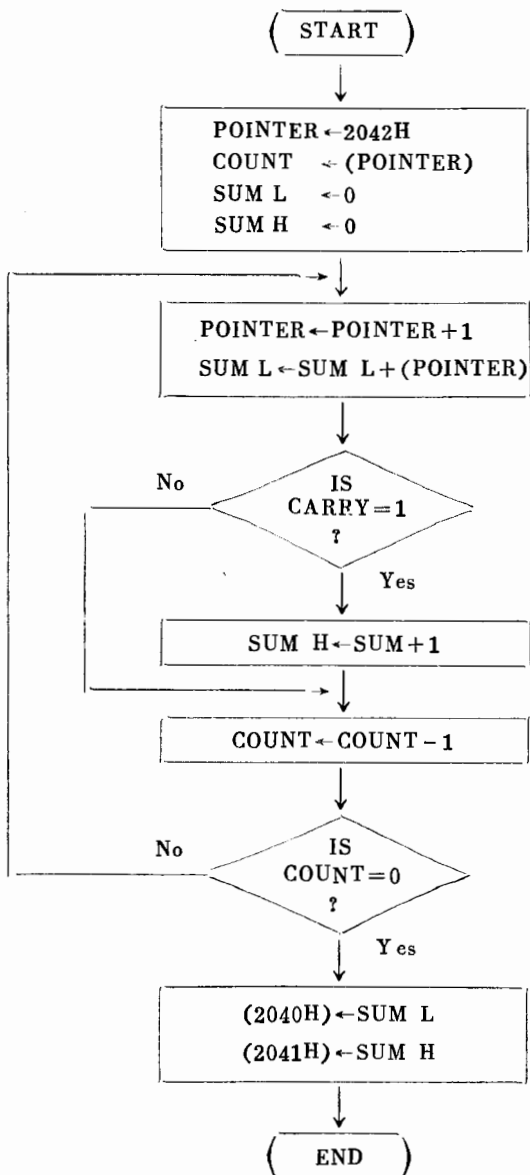 START
POINTER←2042H
COUNT ←(POINTER)
SUM L ←0
SUM H ←0
POINTER←POINTER+1
SUM L←SUM L+(POINTER)
IS
CARRY=1
?
No
Yes
SUM H←SUM+1
COUNT←COUNT-1
IS
COUNT=0
?
No
Yes
(2040H)←SUM L
(2041H)←SUM H
END